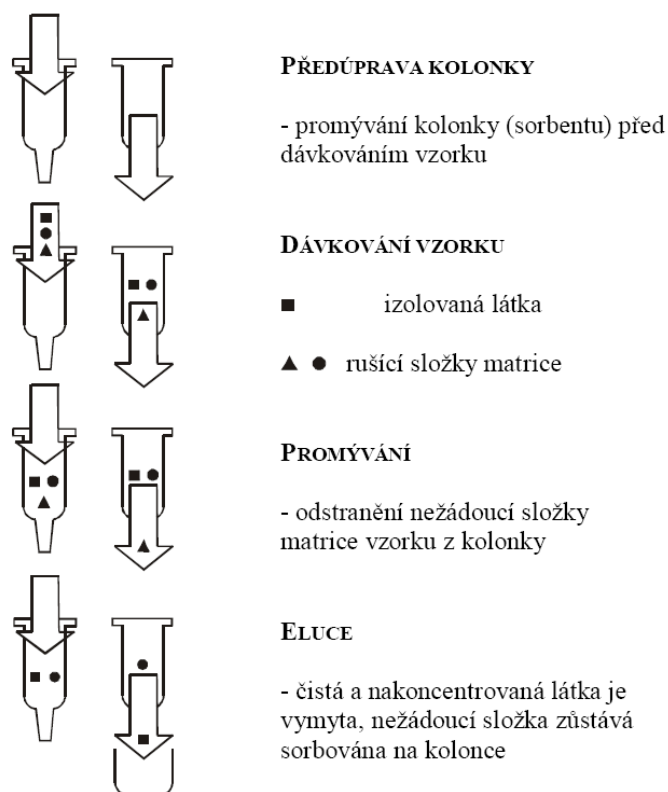 PŘEDÚPRAVA KOLONKY
- promývání kolonky (sorbentu) před
dávkováním vzorku
DÁVKOVÁNÍ VZORKU
■ izolovaná látka
▲ ● rušící složky matrice
PROMÝVÁNÍ
- odstranění nežádoucí složky
matrice vzorku z kolonky
ELUCE
- čistá a nakoncentrovaná látka je
vymyta, nežádoucí složka zůstává
sorbována na kolonce